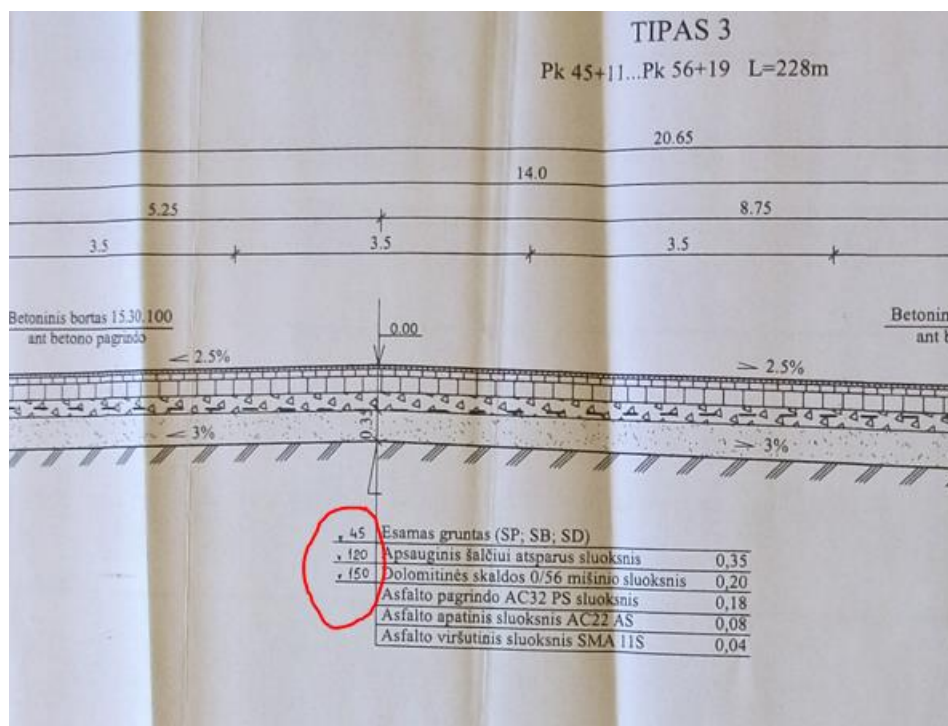 TIPAS 3
Pk 45+11...Pk 56+19 L=228m
20.65
14.0
5.25 8.75
3.5 3.5 3.5
Betoninis bortas 15.30.100
ant betono pagrindo
0.00
Betonin
ant b
2.5% 2.5%
3% 3%
45 Esamas gruntas (SP; SB; SD)
120 Apsauginis šalčiui atsparus sluoksnis 0,35
150 Dolomitinės skaldos 0/56 mišinio sluoksnis 0,20
Asfalto pagrindo AC32 PS sluoksnis 0,18
Asfalto apatinis sluoksnis AC22 AS 0,08
Asfalto viršutinis sluoksnis SMA 11S 0,04